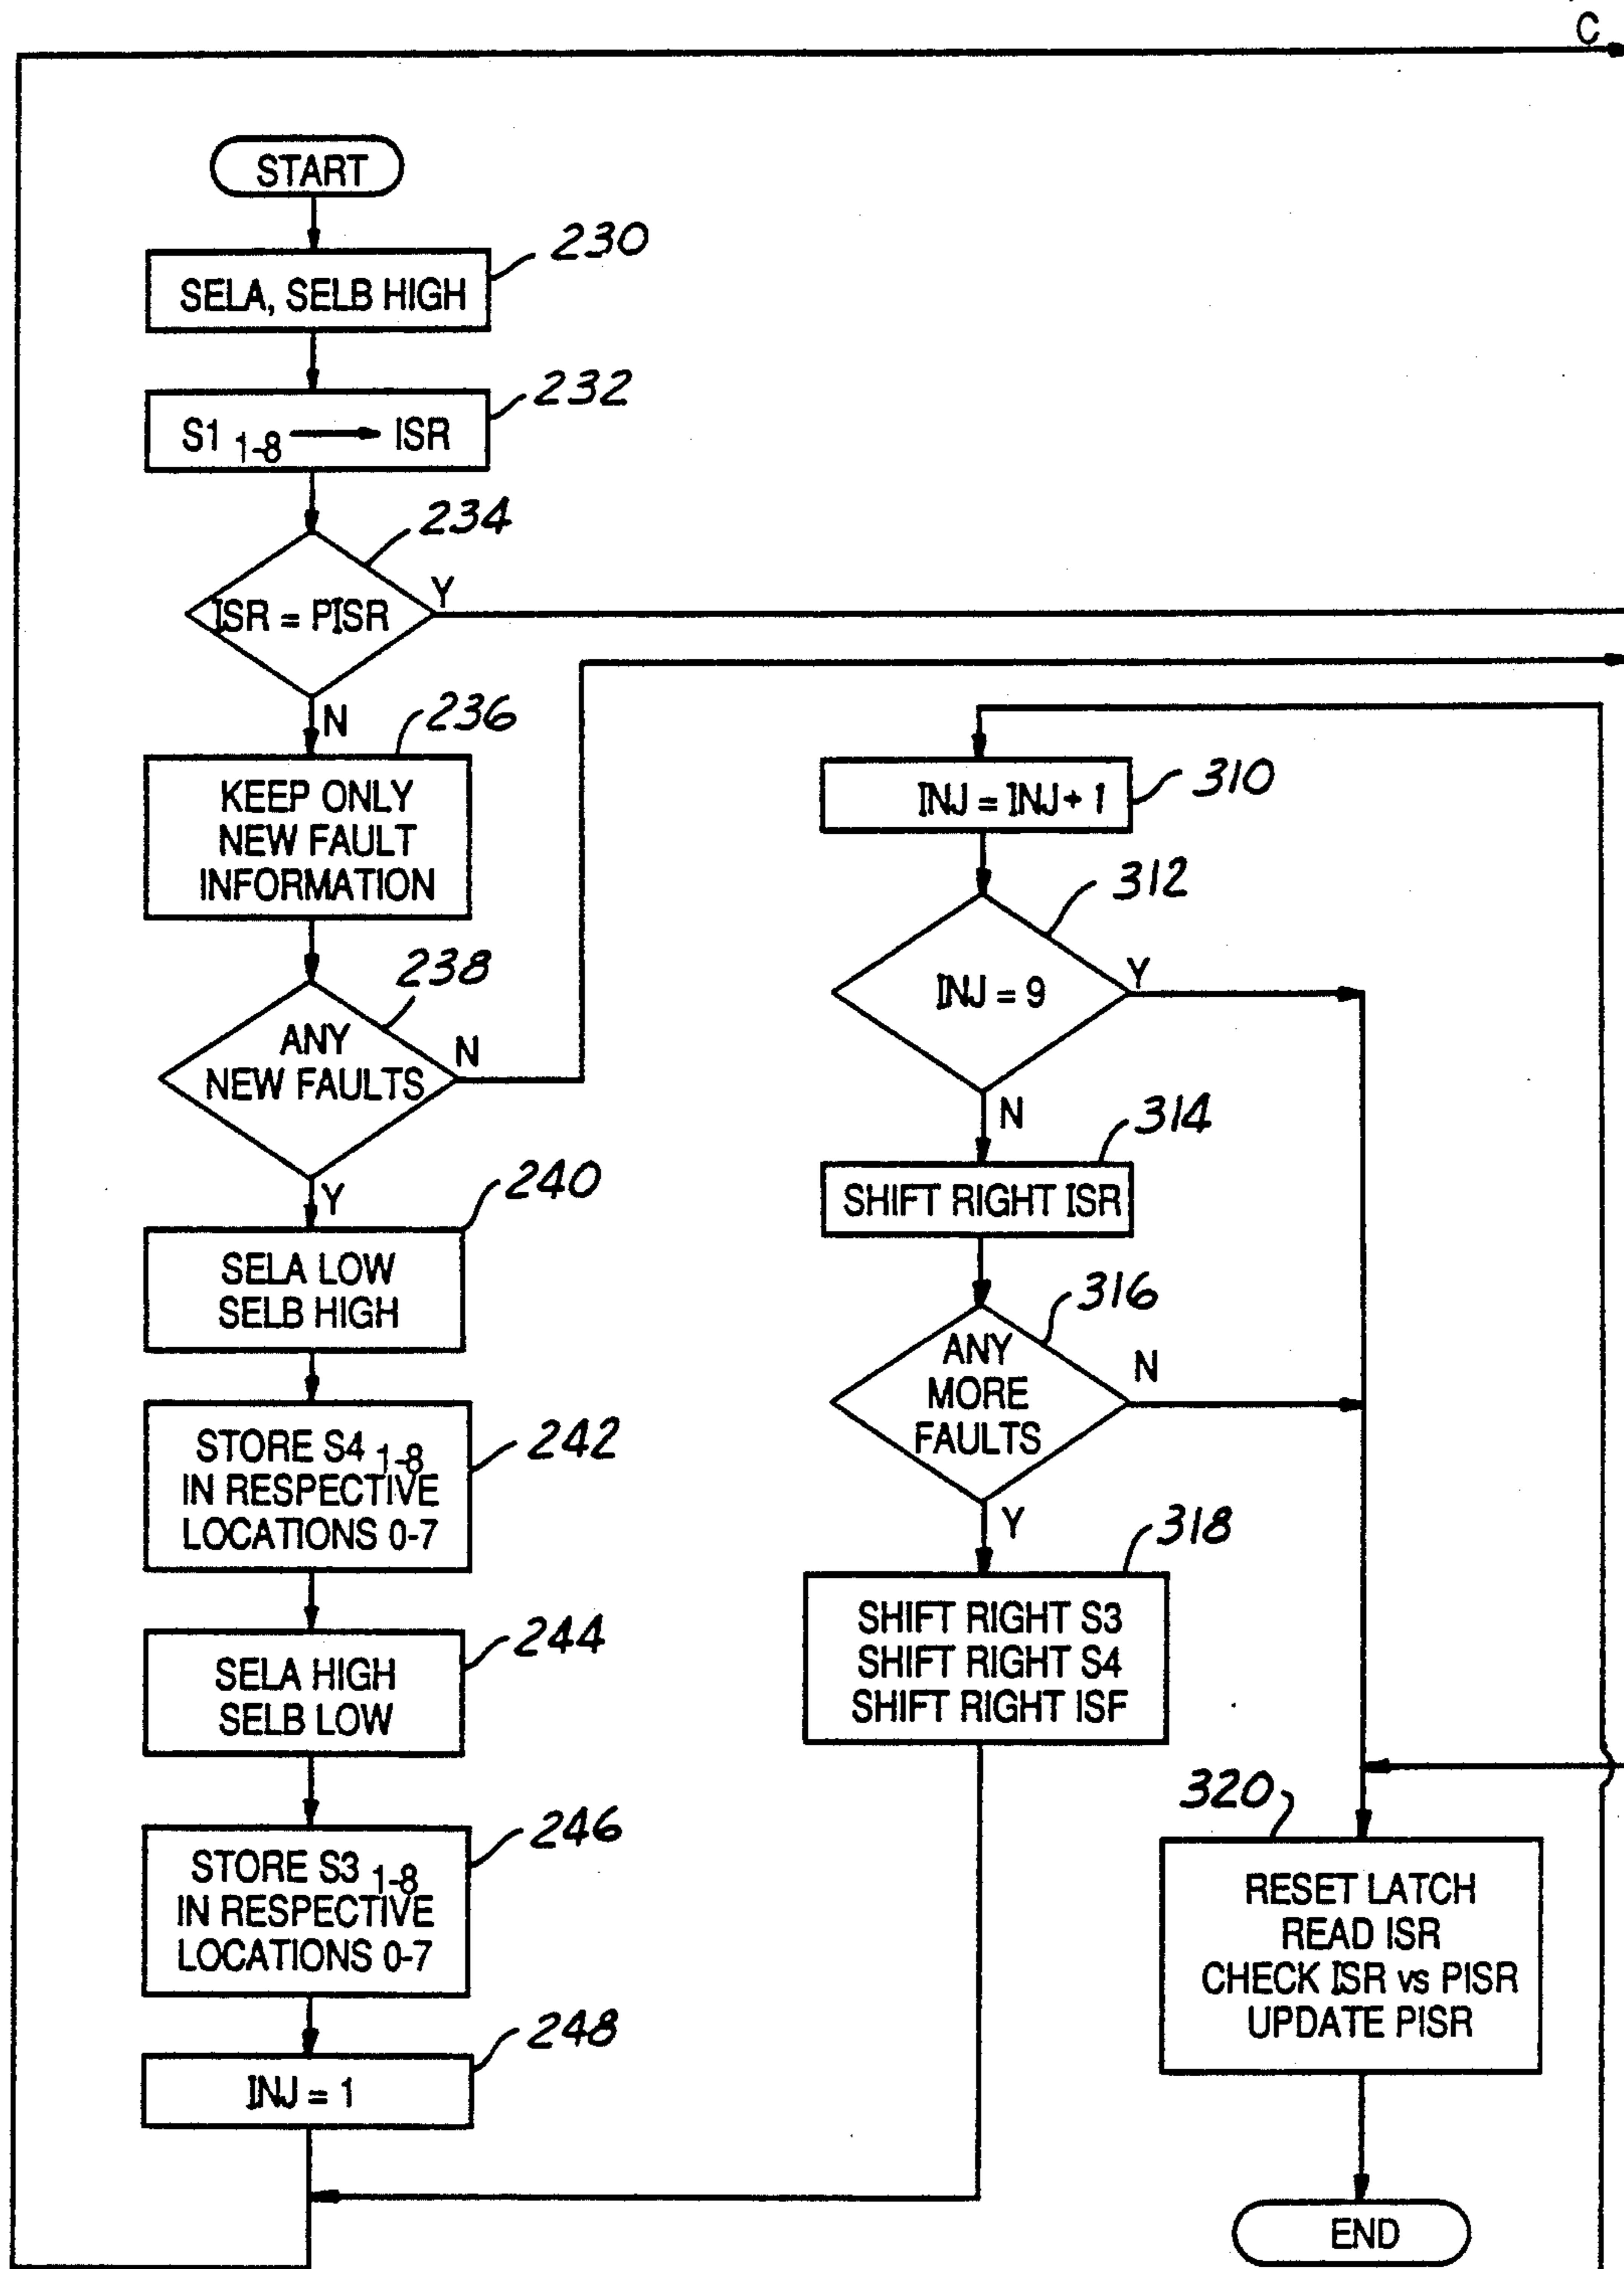 C
START
230
SELA, SELB HIGH
232
S1 1-8 → ISR
234
ISR = PISR
Y
N
236
KEEP ONLY
NEW FAULT
INFORMATION
238
ANY
NEW FAULTS
N
Y
240
SELA LOW
SELB HIGH
242
STORE S4 1-8
IN RESPECTIVE
LOCATIONS 0-7
244
SELA HIGH
SELB LOW
246
STORE S3 1-8
IN RESPECTIVE
LOCATIONS 0-7
248
INJ = 1
310
INJ = INJ + 1
312
INJ = 9
Y
N
314
SHIFT RIGHT ISR
316
ANY
MORE
FAULTS
N
Y
318
SHIFT RIGHT S3
SHIFT RIGHT S4
SHIFT RIGHT ISF
320
RESET LATCH
READ ISR
CHECK ISR vs PISR
UPDATE PISR
END